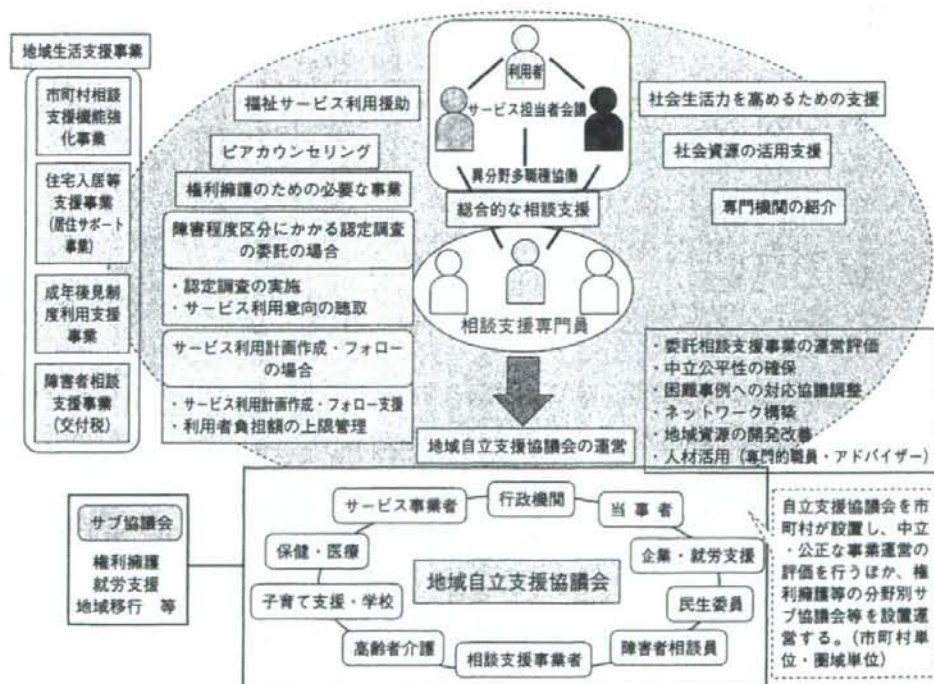 地域生活支援事業
市町村相談
支援機能強
化事業
住宅入居等
支援事業
(居住サポート
事業)
成年後見制
度利用支援
事業
障害者相談
支援事業
(交付税)
福祉サービス利用援助
ピアカウンセリング
権利擁護のための必要な事業
障害程度区分にかかる認定調査
の委託の場合
・認定調査の実施
・サービス利用意向の聴取
サービス利用計画作成・フォロー
の場合
・サービス利用計画作成・フォロー支援
・利用者負担額の上限管理
利用者
サービス担当者会議
異分野多職種協働
総合的な相談支援
相談支援専門員
地域自立支援協議会の運営
社会生活力を高めるための支援
社会資源の活用支援
専門機関の紹介
・委託相談支援事業の運営評価
・中立公平性の確保
・困難事例への対応協議調整
・ネットワーク構築
・地域資源の開発改善
・人材活用(専門的職員・アドバイザー)
サブ協議会
権利擁護
就労支援
地域移行 等
サービス事業者
行政機関
当事者
保健・医療
企業・就労支援
地域自立支援協議会
子育て支援・学校
民生委員
高齢者介護
相談支援事業者
障害者相談員
自立支援協議会を市
町村が設置し、中立
・公正な事業運営の
評価を行うほか、権
利擁護等の分野別サ
ブ協議会等を設置運
営する。(市町村単
位・圏域単位)